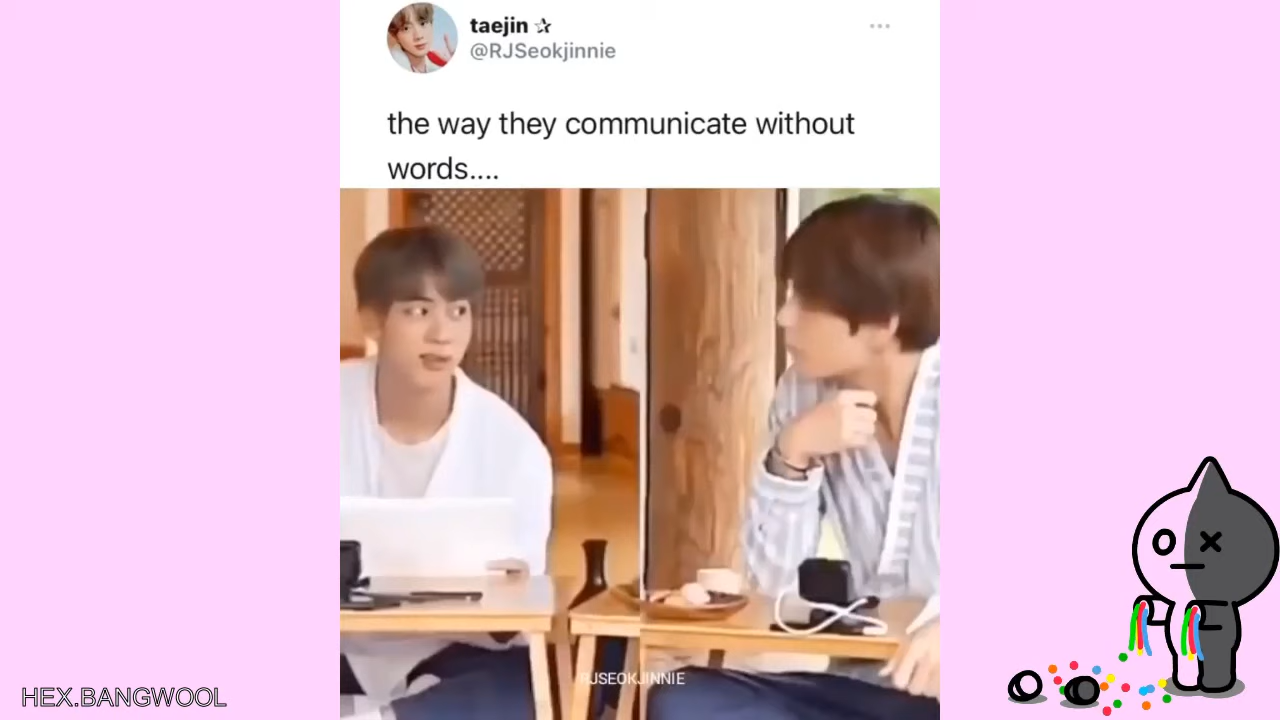 taejin ☆
@RJSeokjinnie
the way they communicate without
words....
RJSEOKJINNIE
HEX.BANGWOOL